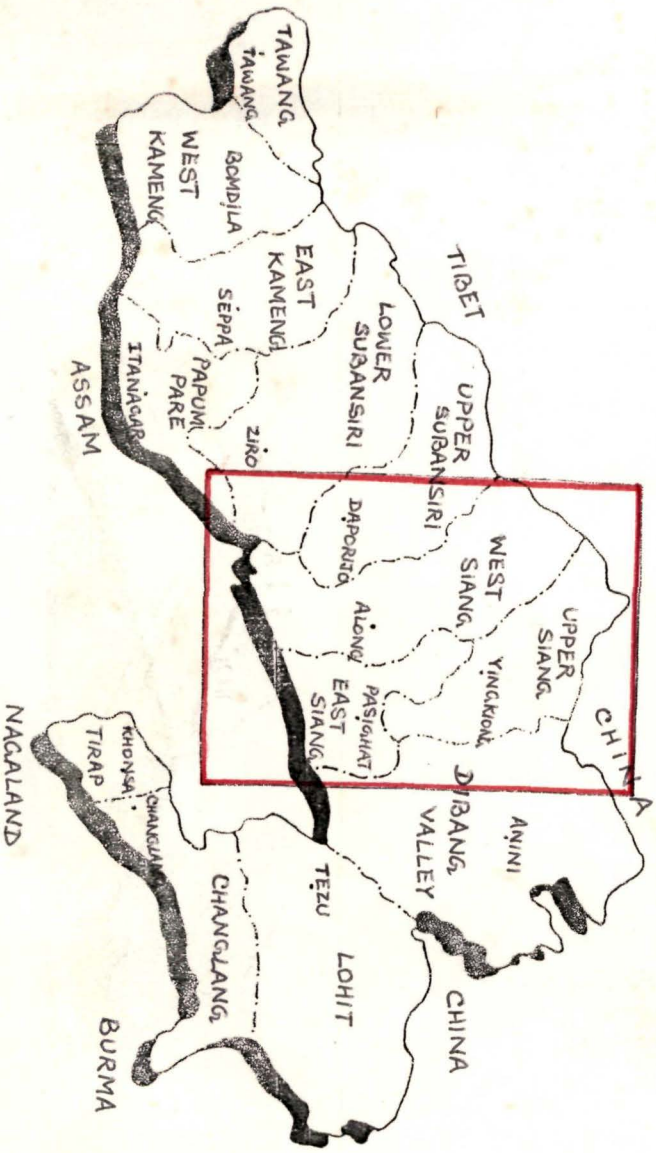 TAWANG
TAWANG
BOMDILA
WEST
KAMENG
EAST
KAMENG
SEPPA
PAPUM
PARE
ITANAGAR
ASSAM
TIBET
LOWER
SUBANSIRI
ZIRO
UPPER
SUBANSIRI
DAPORIJO
WEST
SIANG
ALONG
UPPER
SIANG
YINGKIONG
PASIGHAT
EAST
SIANG
CHINA
DIBANG
VALLEY
ANINI
CHINA
TEZU
LOHIT
CHANGLANG
CHANGLANG
KHONSA
TIRAP
NAGALAND
BURMA